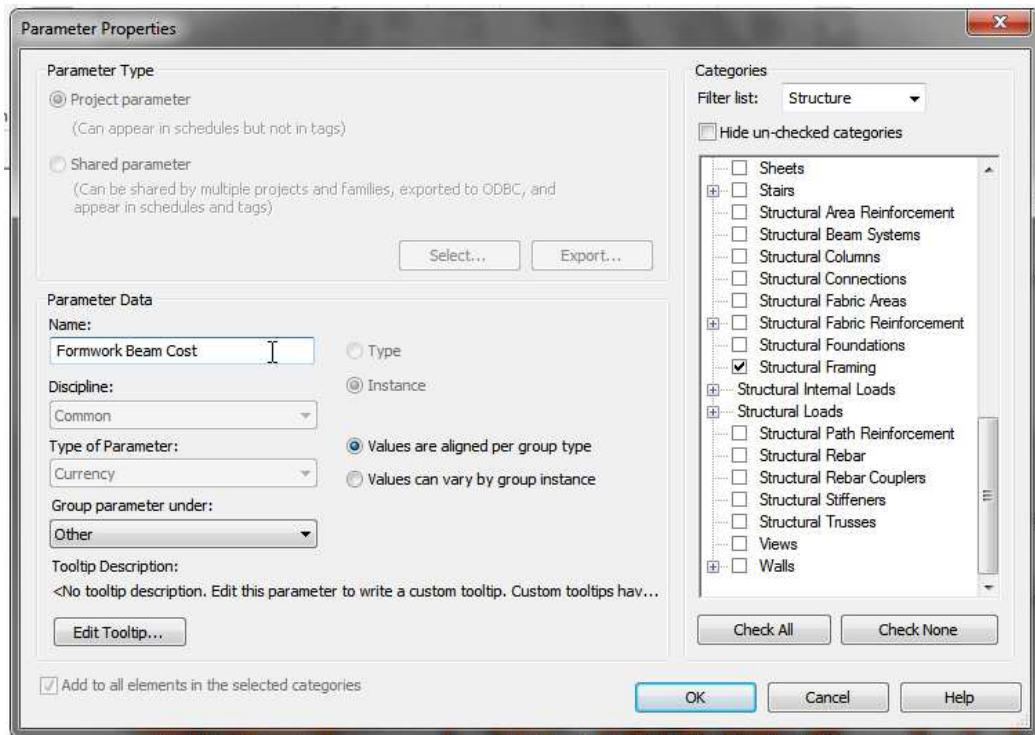 Parameter Properties
Parameter Type
Project parameter
(Can appear in schedules but not in tags)
Shared parameter
(Can be shared by multiple projects and families, exported to ODBC, and
appear in schedules and tags)
Select...
Export...
Parameter Data
Name:
Formwork Beam Cost
Type
Discipline:
Instance
Common
Type of Parameter:
Values are aligned per group type
Currency
Values can vary by group instance
Group parameter under:
Other
Tooltip Description:
<No tooltip description. Edit this parameter to write a custom tooltip. Custom tooltips hav...
Edit Tooltip...
Add to all elements in the selected categories
Categories
Filter list: Structure
Hide un-checked categories
Sheets
Stairs
Structural Area Reinforcement
Structural Beam Systems
Structural Columns
Structural Connections
Structural Fabric Areas
Structural Fabric Reinforcement
Structural Foundations
Structural Framing
Structural Internal Loads
Structural Loads
Structural Path Reinforcement
Structural Rebar
Structural Rebar Couplers
Structural Stiffeners
Structural Trusses
Views
Walls
Check All
Check None
OK
Cancel
Help